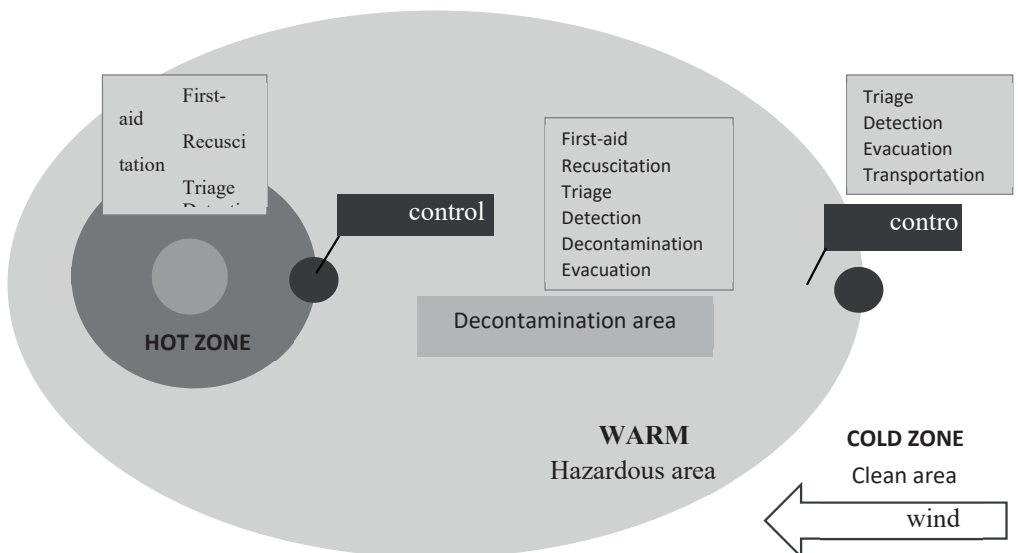 First-
aid
Recusci
tation
Triage
control
HOT ZONE
First-aid
Recuscitation
Triage
Detection
Decontamination
Evacuation
Decontamination area
WARM
Hazardous area
Triage
Detection
Evacuation
Transportation
contro
COLD ZONE
Clean area
wind